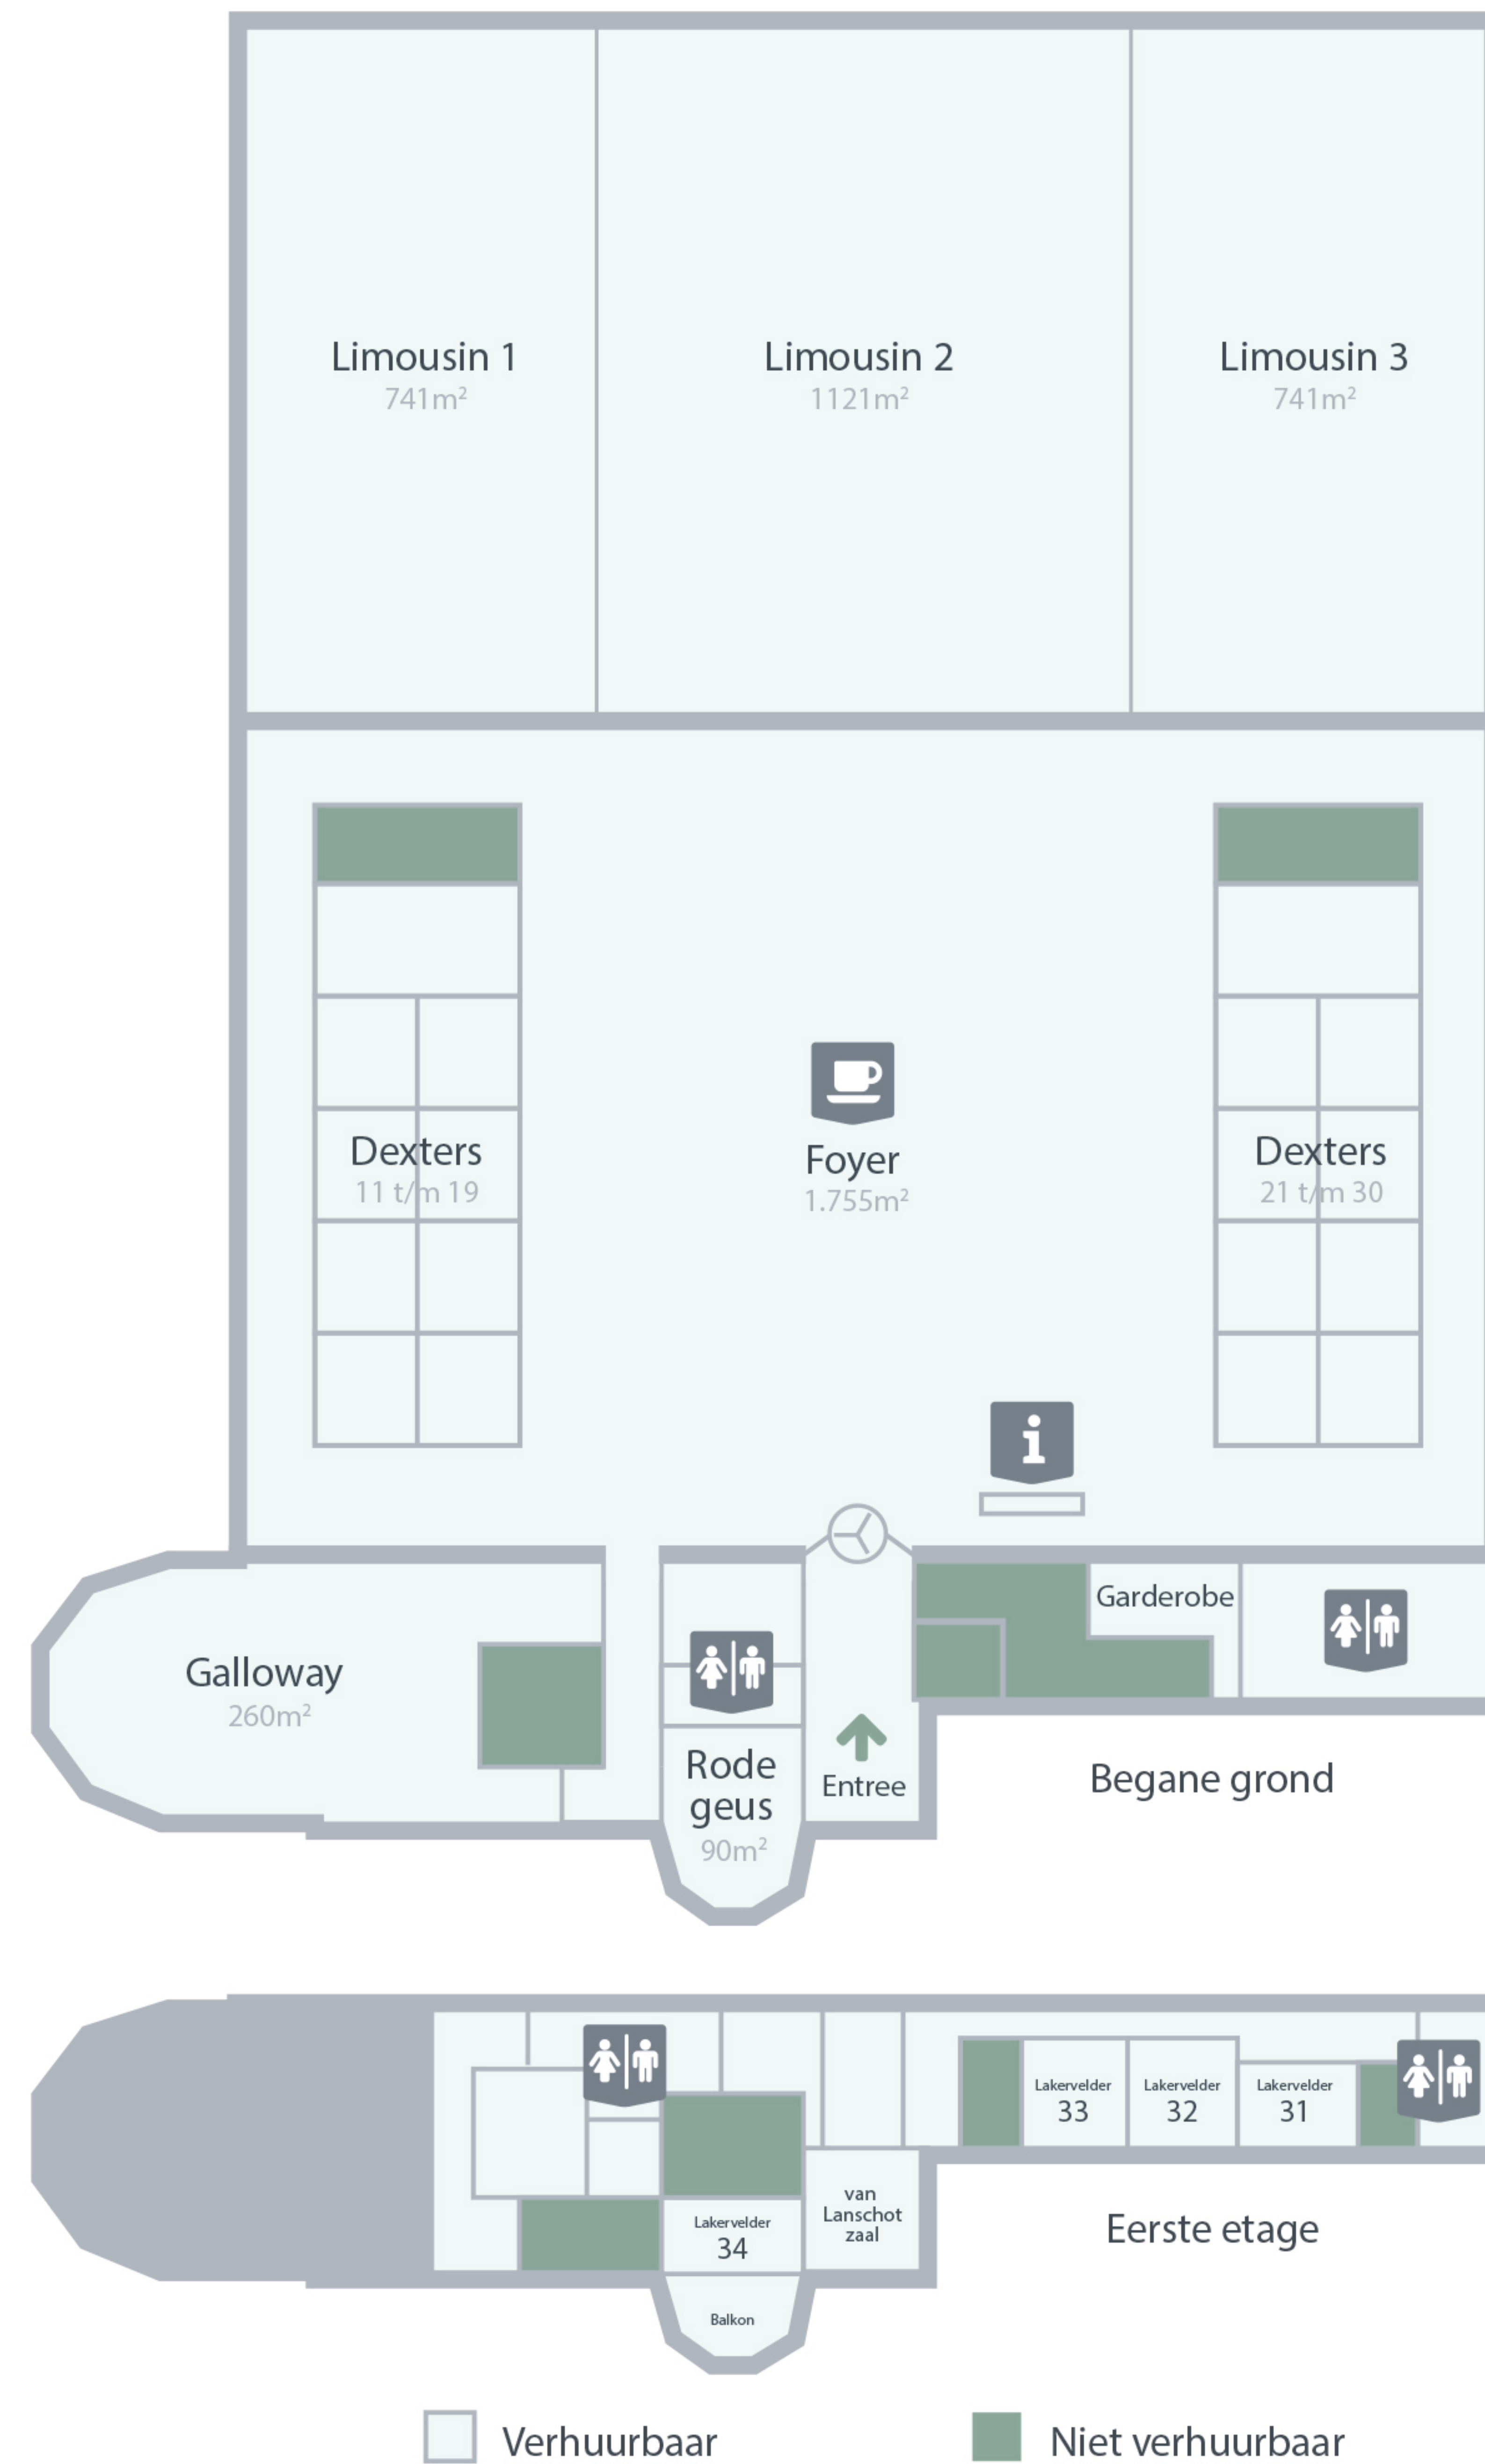 Limousin 1
741m²
Limousin 2
1121m²
Limousin 3
741m²
Dexters
11 t/m 19
Foyer
1.755m²
Dexters
21 t/m 30
Garderobe
Galloway
260m²
Rode
geus
90m²
Entree
Begane grond
Lakervelder
33
Lakervelder
32
Lakervelder
31
van
Lanschot
zaal
Lakervelder
34
Eerste etage
Balkon
Verhuurbaar
Niet verhuurbaar